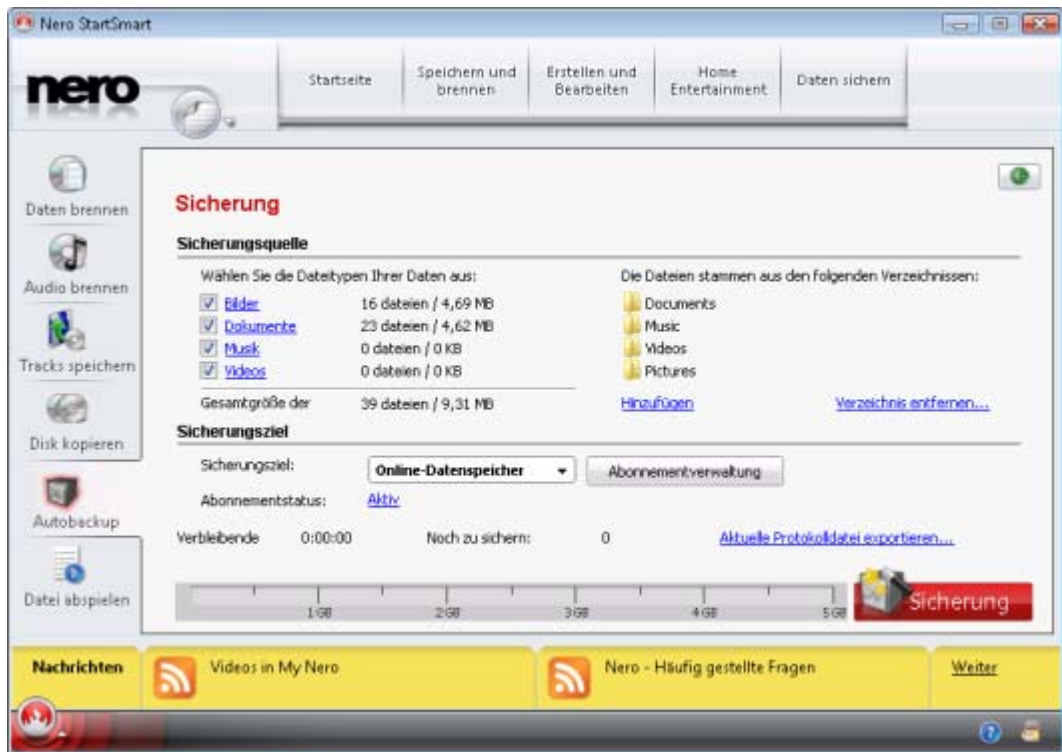 Nero StartSmart
nero
Startseite
Speichern und
brennen
Erstellen und
Bearbeiten
Home
Entertainment
Daten sichern
Daten brennen
Audio brennen
Tracks speichern
Disk kopieren
Autobackup
Datei abspielen
Sicherung
Sicherungsquelle
Wählen Sie die Dateitypen Ihrer Daten aus:
Bilder 16 dateien / 4,69 MB
Dokumente 23 dateien / 4,62 MB
Musik 0 dateien / 0 KB
Videos 0 dateien / 0 KB
Gesamtgröße der 39 dateien / 9,31 MB
Die Dateien stammen aus den folgenden Verzeichnissen:
Documents
Music
Videos
Pictures
Hinzufügen Verzeichnis entfernen...
Sicherungsziel
Sicherungsziel: Online-Datenspeicher Abonnementverwaltung
Abonnementstatus: Aktiv
Verbleibende 0:00:00 Noch zu sichern: 0 Aktuelle Protokolldatei exportieren...
1GB 2GB 3GB 4GB 5GB
Sicherung
Nachrichten Videos in My Nero Nero - Häufig gestellte Fragen Weiter